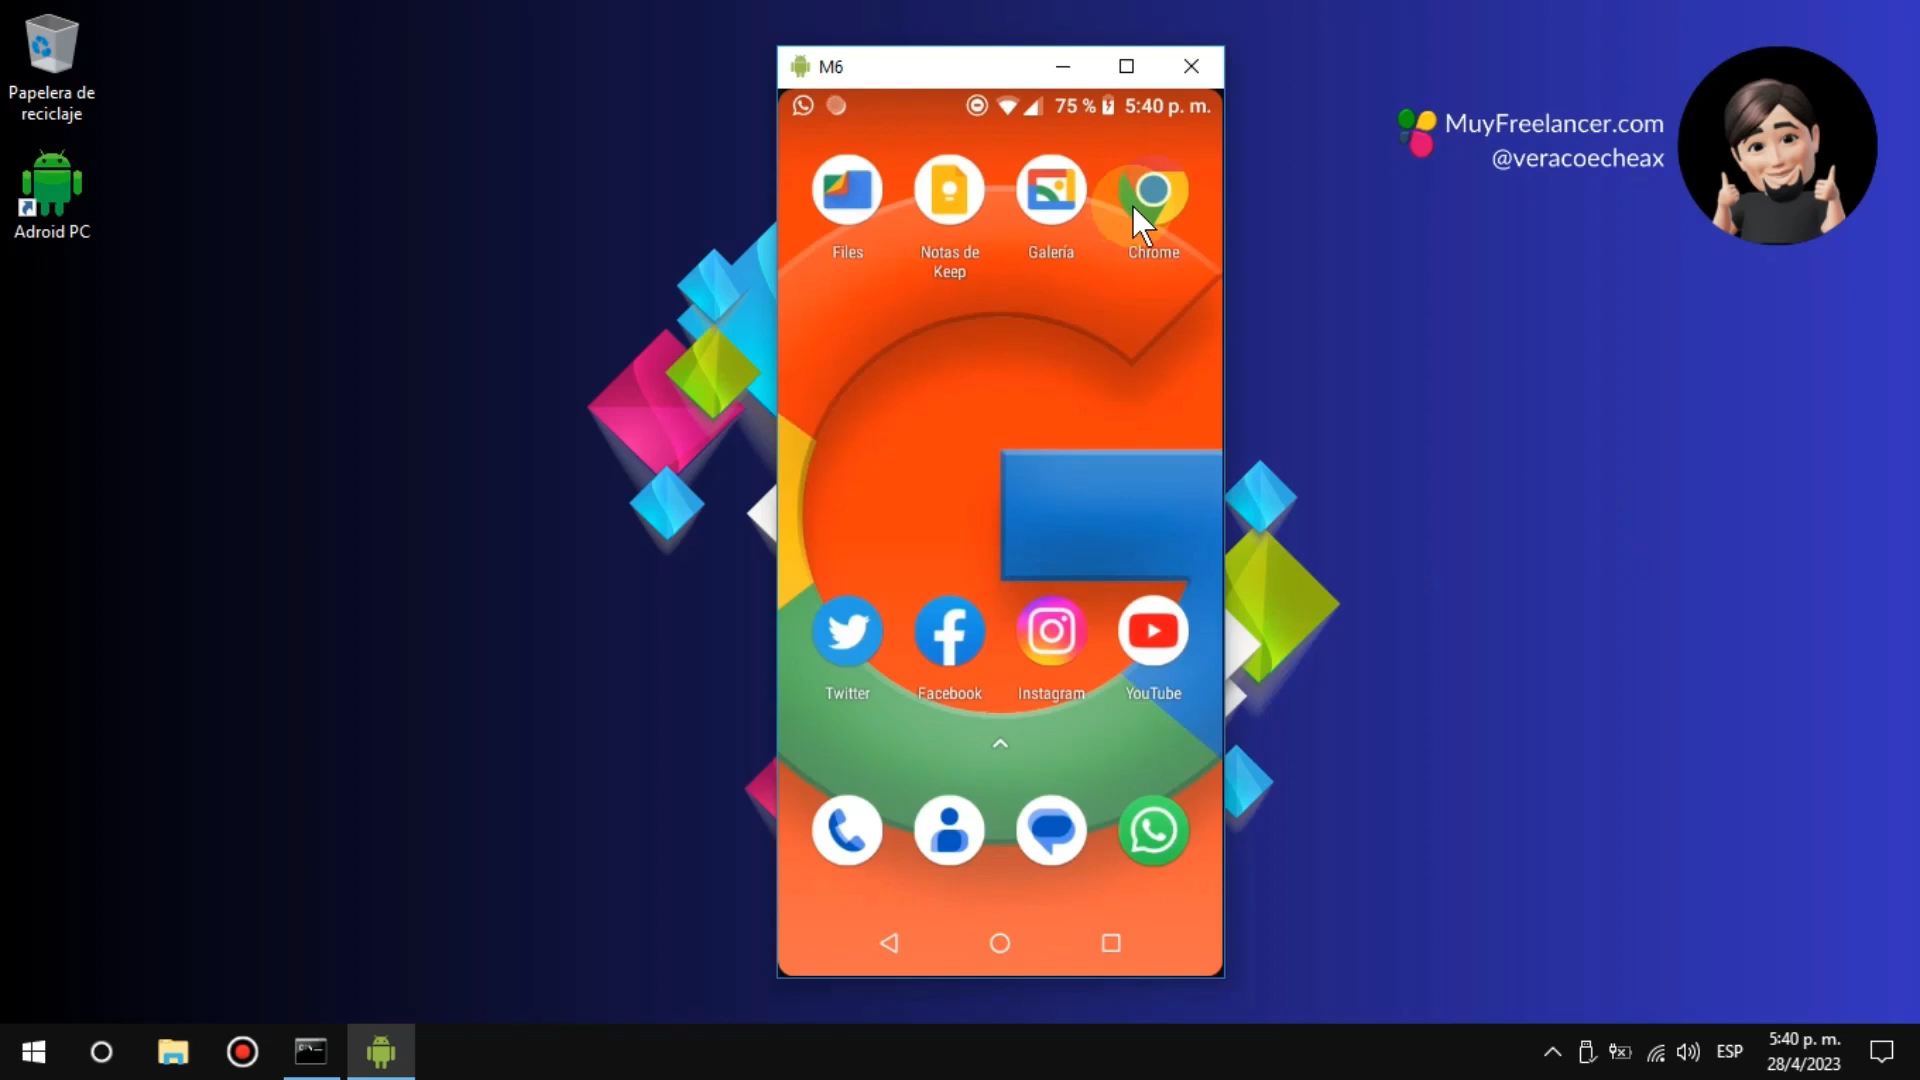 Papelera de
reciclaje
Adroid PC
M6
75 % 5:40 p. m.
MuyFreelancer.com
@veracoecheax
Files
Notas de
Keep
Galería
Chrome
Twitter
Facebook
Instagram
YouTube
ESP
5:40 p. m.
28/4/2023